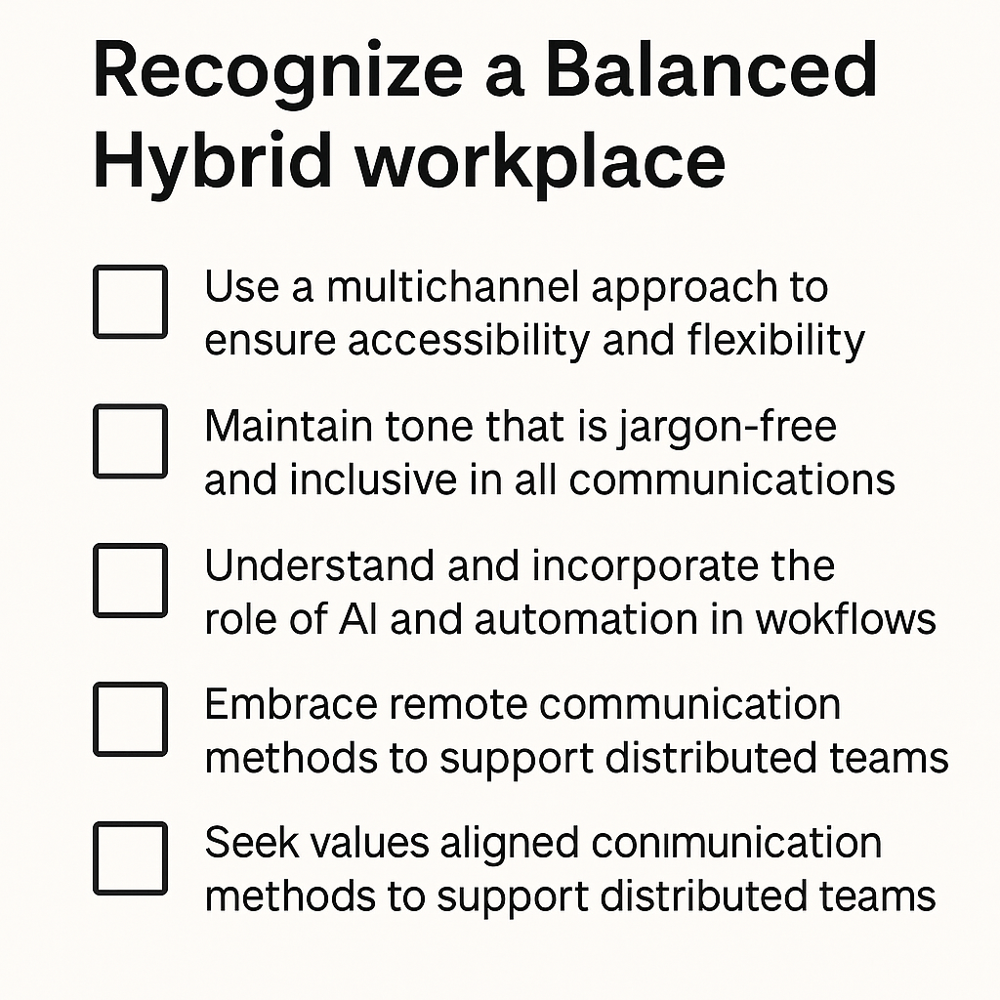 Recognize a Balanced
Hybrid workplace
Use a multichannel approach to
ensure accessibility and flexibility
Maintain tone that is jargon-free
and inclusive in all communications
Understand and incorporate the
role of AI and automation in wokflows
Embrace remote communication
methods to support distributed teams
Seek values aligned conımunication
methods to support distributed teams